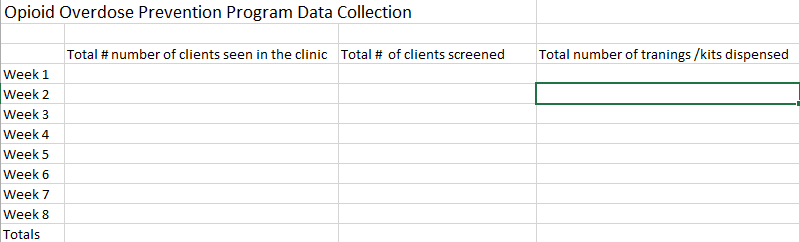 Opioid Overdose Prevention Program Data Collection
Total # number of clients seen in the clinic Total # of clients screened Total number of tranings /kits dispensed
Week 1
Week 2
Week 3
Week 4
Week 5
Week 6
Week 7
Week 8
Totals